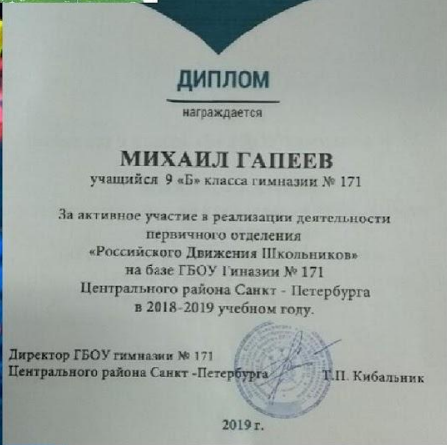 ДИПЛОМ
награждается
МИХАИЛ ГАПЕЕВ
учащийся 9 «Б» класса гимназии № 171
За активное участие в реализации деятельности
первичного отделения
«Российского Движения Школьников»
на базе ГБОУ Гиназии № 171
Центрального района Санкт - Петербурга
в 2018-2019 учебном году.
Директор ГБОУ гимназии № 171
Центрального района Санкт -Петербурга Т.П. Кибальник
2019 г.